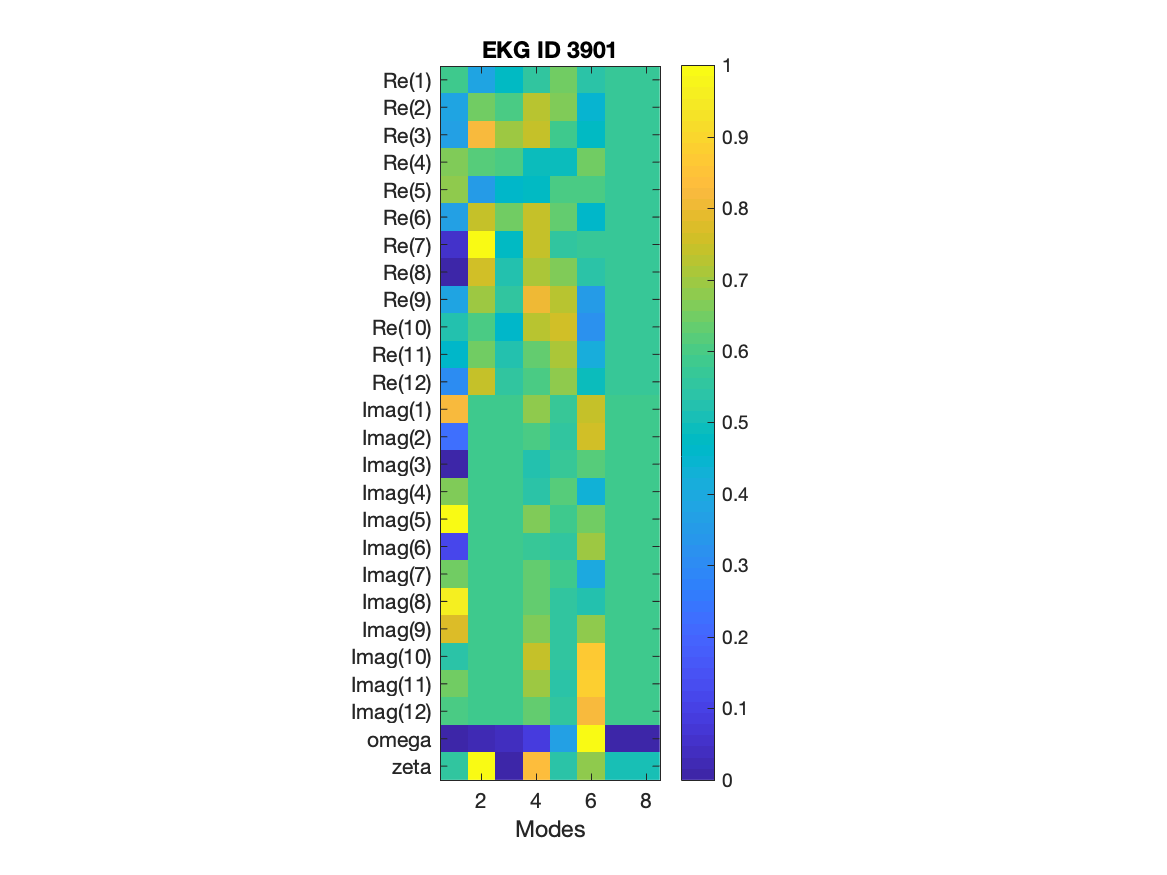 EKG ID 3901
Re(1)
Re(2)
Re(3)
Re(4)
Re(5)
Re(6)
Re(7)
Re(8)
Re(9)
Re(10)
Re(11)
Re(12)
Imag(1)
Imag(2)
Imag(3)
Imag(4)
Imag(5)
Imag(6)
Imag(7)
Imag(8)
Imag(9)
Imag(10)
Imag(11)
Imag(12)
omega
zeta
2 4 6 8
Modes
1
0.9
0.8
0.7
0.6
0.5
0.4
0.3
0.2
0.1
0